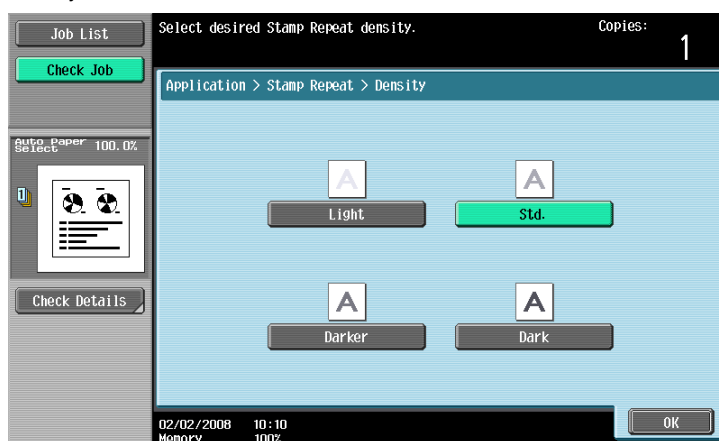 Job List
Check Job
Select desired Stamp Repeat density.
Copies:
1
Application > Stamp Repeat > Density
Auto Paper Select 100.0%
1
A
A
Light
Std.
A
A
Darker
Dark
Check Details
02/02/2008 10:10
Memory 100%
OK